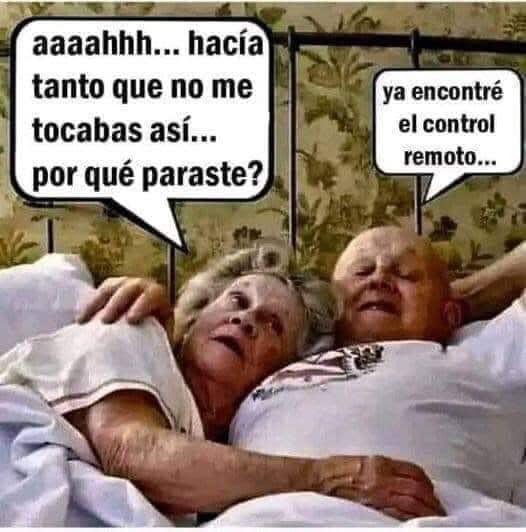 aaaahhh... hacía
tanto que no me
tocabas así...
por qué paraste?
ya encontré
el control
remoto...